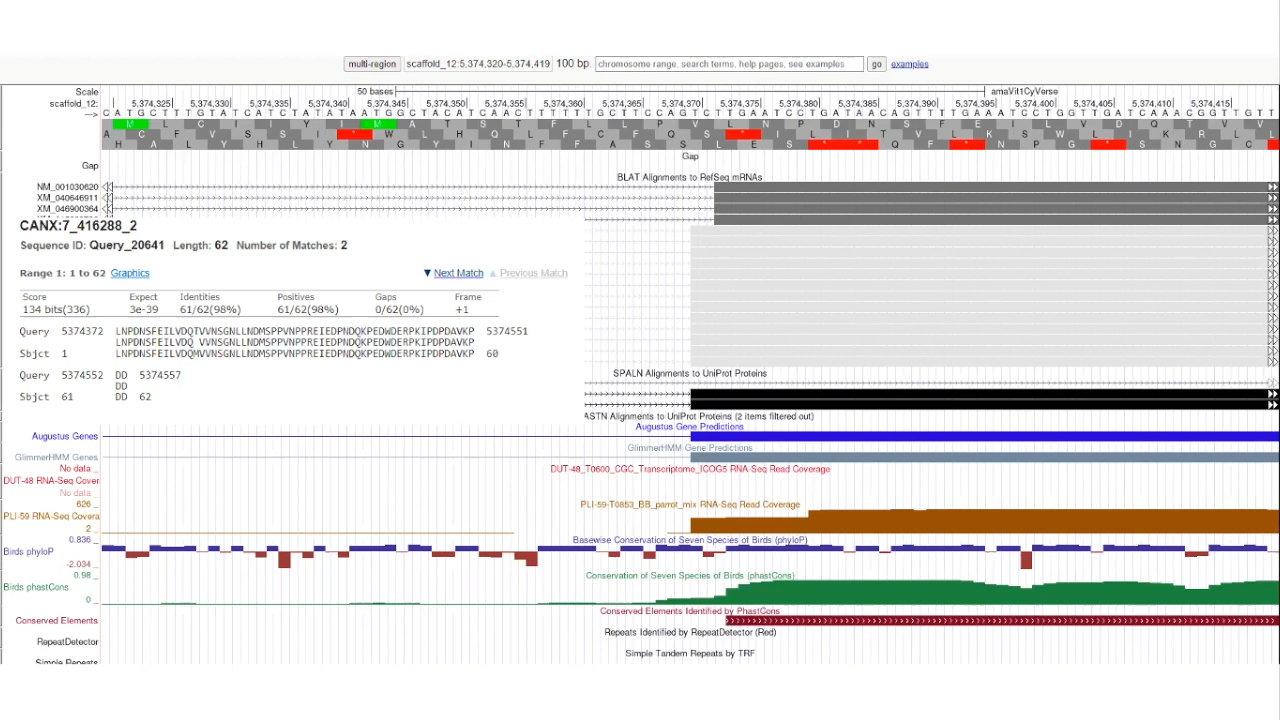 multi-region scaffold_12:5,374,320-5,374,419 100 bp. chromosome range, search terms, help pages, see examples go examples
Scale 50 bases amaVit1CyVerse
scaffold_12: 5,374,325 5,374,330 5,374,335 5,374,340 5,374,345 5,374,350 5,374,355 5,374,360 5,374,365 5,374,370 5,374,375 5,374,380 5,374,385 5,374,390 5,374,395 5,374,400 5,374,405 5,374,410 5,374,415
--->
Gap
Gap
BLAT Alignments to RefSeq mRNAs
NM_001030620
XM_040646911
XM_046900364
CANX:7_416288_2
Sequence ID: Query_20641 Length: 62 Number of Matches: 2
Range 1: 1 to 62 Graphics ▼ Next Match ▲ Previous Match
Score Expect Identities Positives Gaps Frame
134 bits(336) 3e-39 61/62(98%) 61/62(98%) 0/62(0%) +1
Query 5374372 LNPDNSFEILVDQTVVNSGNLLNDMSPPVNPPREIEDPNDQKPEDWDERPKIPDPDAVKP 5374551
LNPDNSFEILVDQ VVNSGNLLNDMSPPVNPPREIEDPNDQKPEDWDERPKIPDPDAVKP
Sbjct 1 LNPDNSFEILVDQSVVNSGNLLNDMSPPVNPPREIEDPNDQKPEDWDERPKIPDPDAVKP 60
Query 5374552 DD 5374557
DD
Sbjct 61 DD 62
SPALN Alignments to UniProt Proteins
ASTN Alignments to UniProt Proteins (2 items filtered out)
Augustus Gene Predictions
Augustus Genes
GlimmerHMM Gene Predictions
GlimmerHMM Genes
No data _
DUT-48_T0600_CGC_Transcriptome_ICOG5 RNA-Seq Read Coverage
DUT-48 RNA-Seq Cover
No data _
626 _
PLI-59-T0853_BB_parrot_mix RNA-Seq Read Coverage
PLI-59 RNA-Seq Covera
2 _
0.836 _
Basewise Conservation of Seven Species of Birds (phyloP)
Birds phyloP
-2.034 _
0.98 _
Conservation of Seven Species of Birds (phastCons)
Birds phastCons
0 _
Conserved Elements Identified by PhastCons
Conserved Elements
Repeats Identified by RepeatDetector (Red)
RepeatDetector
Simple Tandem Repeats by TRF
Simple Repeats